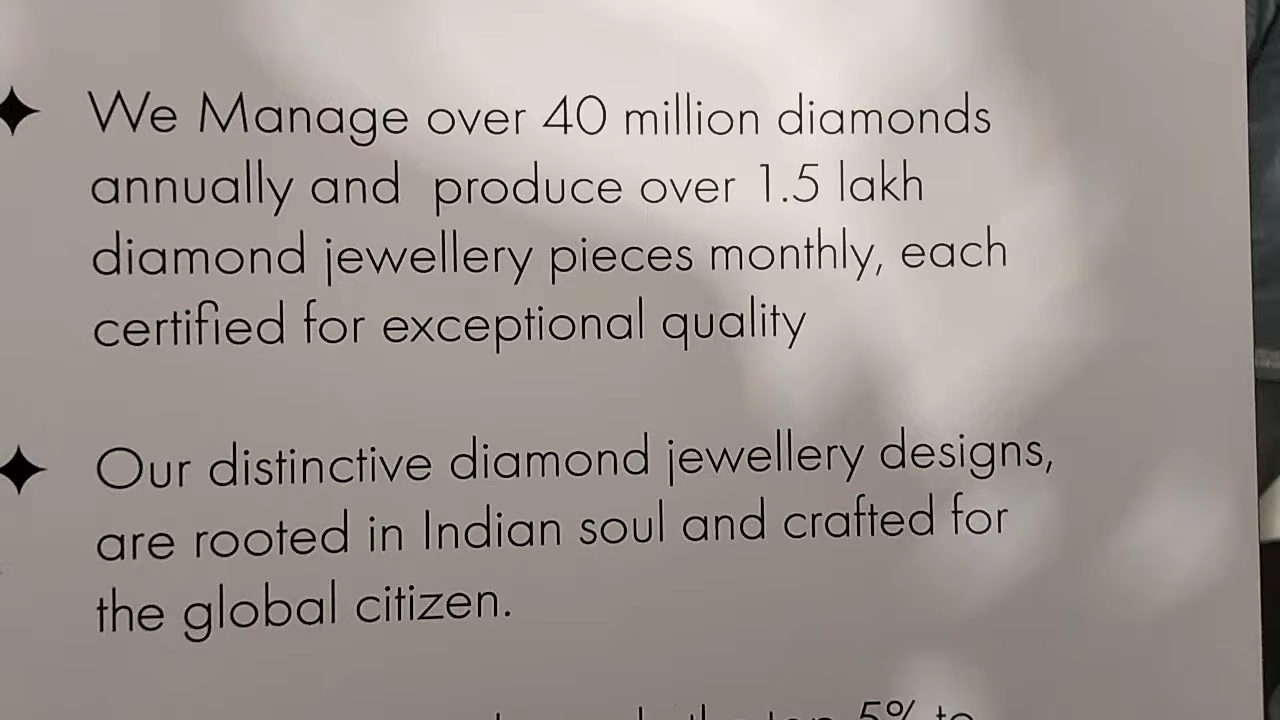 We Manage over 40 million diamonds
annually and produce over 1.5 lakh
diamond jewellery pieces monthly, each
certified for exceptional quality
Our distinctive diamond jewellery designs,
are rooted in Indian soul and crafted for
the global citizen.
5% to